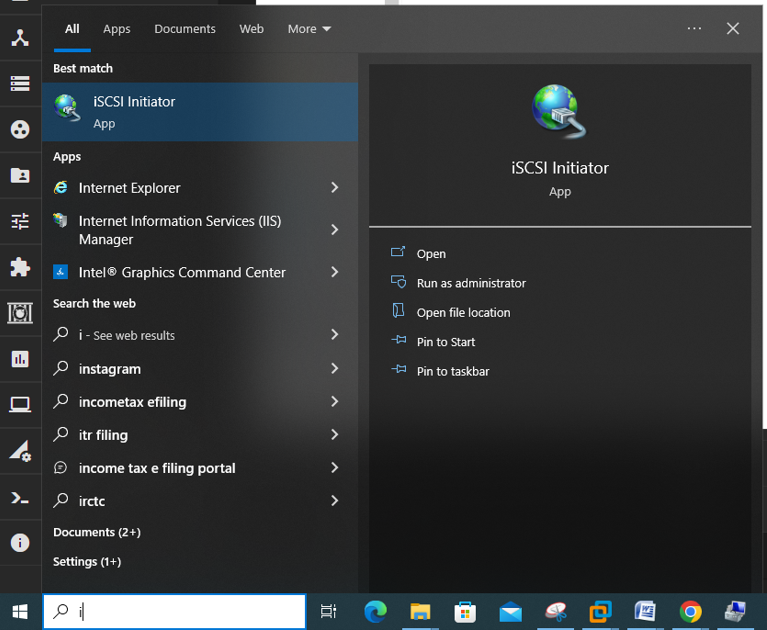 All Apps Documents Web More
Best match
iSCSI Initiator
App
Apps
Internet Explorer
Internet Information Services (IIS)
Manager
Intel® Graphics Command Center
Search the web
i - See web results
instagram
incometax efiling
itr filing
income tax e filing portal
irctc
Documents (2+)
Settings (1+)
iSCSI Initiator
App
Open
Run as administrator
Open file location
Pin to Start
Pin to taskbar
i